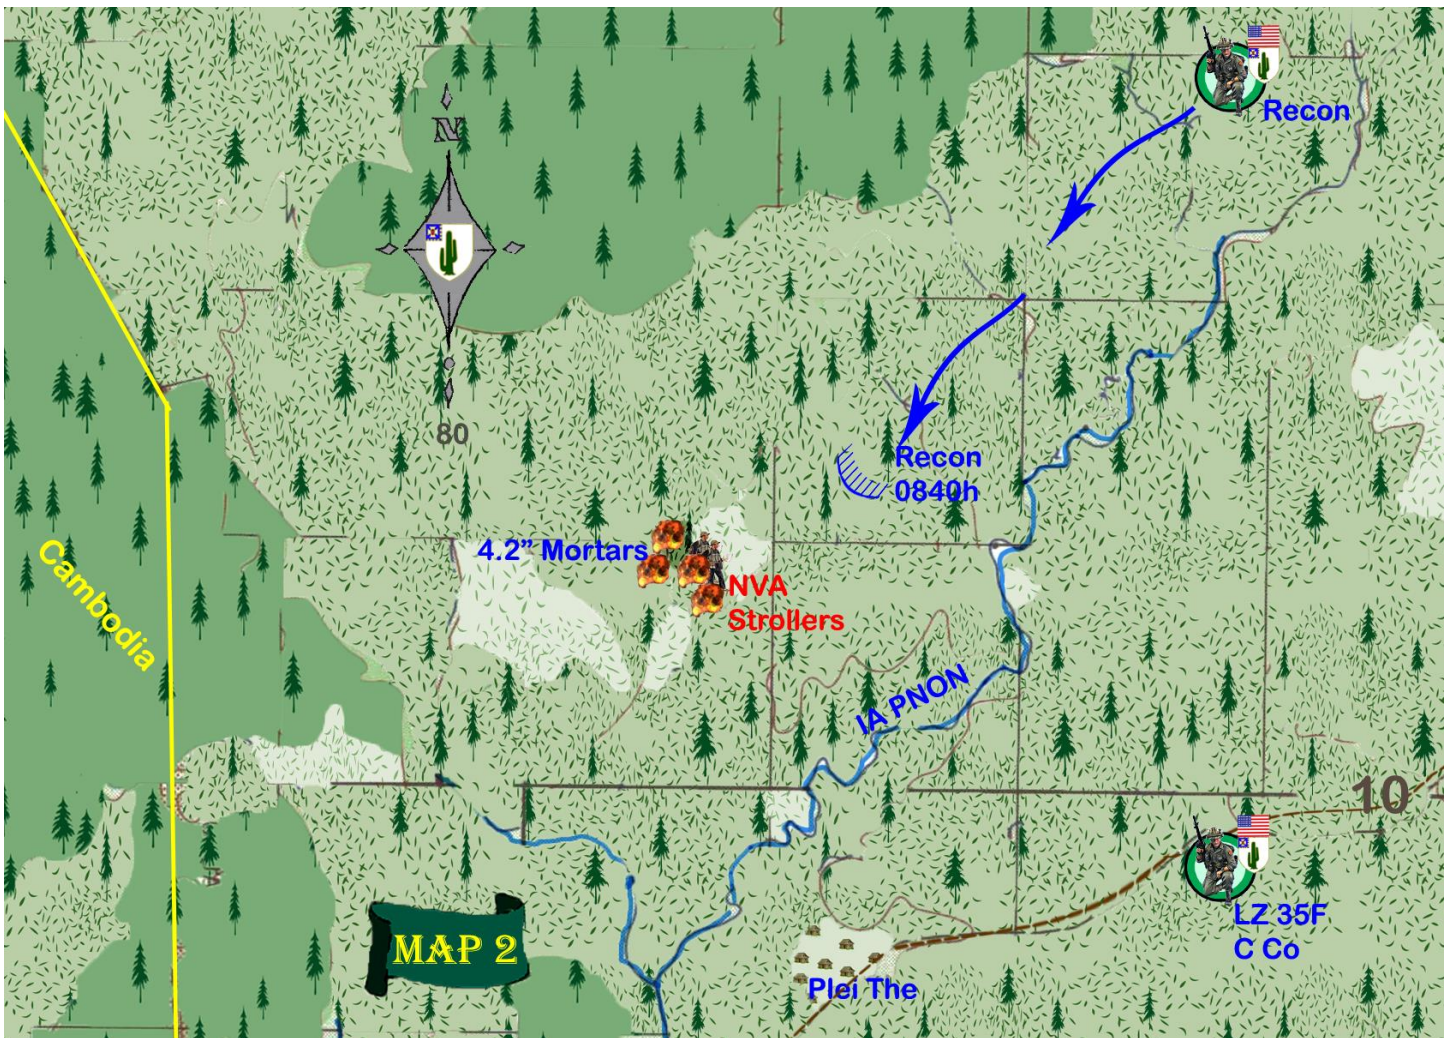 Recon
N
80
Recon
0840h
4.2” Mortars
NVA
Strollers
Cambodia
IA PNON
10
LZ 35F
C Co
MAP 2
Plei The